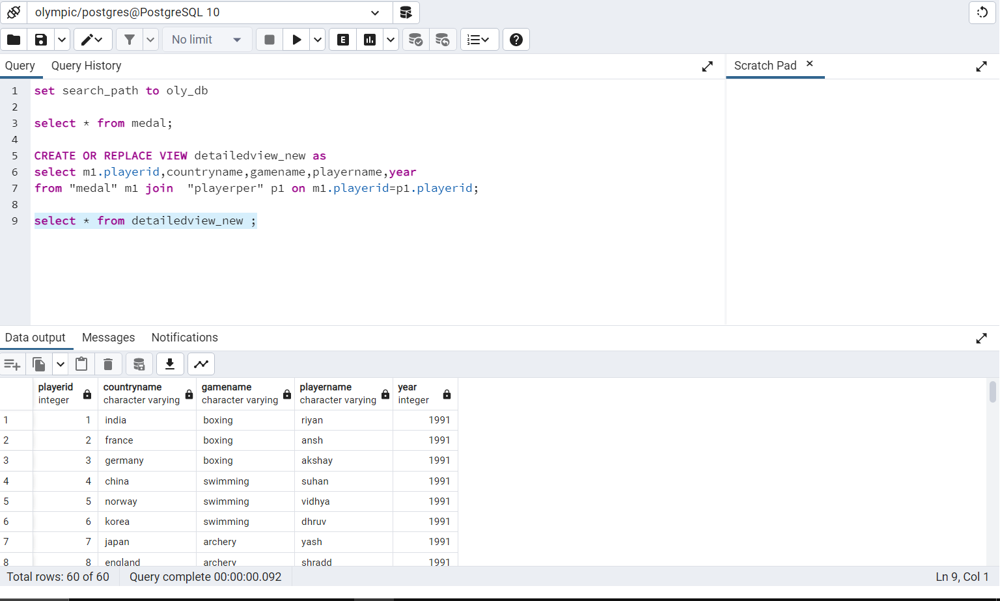 olympic/postgres@PostgreSQL 10
No limit
E
Query Query History
Scratch Pad
1 set search_path to oly_db
2
3 select * from medal;
4
5 CREATE OR REPLACE VIEW detailedview_new as
6 select m1.playerid,countryname,gamename,playername,year
7 from "medal" m1 join  "playerper" p1 on m1.playerid=p1.playerid;
8
9 select * from detailedview_new ;
Data output Messages Notifications
playerid countryname gamename playername year
integer character varying character varying character varying integer
1 1 india boxing riyan 1991
2 2 france boxing ansh 1991
3 3 germany boxing akshay 1991
4 4 china swimming suhan 1991
5 5 norway swimming vidhya 1991
6 6 korea swimming dhruv 1991
7 7 japan archery yash 1991
8 8 england archery shradd 1991
Total rows: 60 of 60 Query complete 00:00:00.092 Ln 9, Col 1